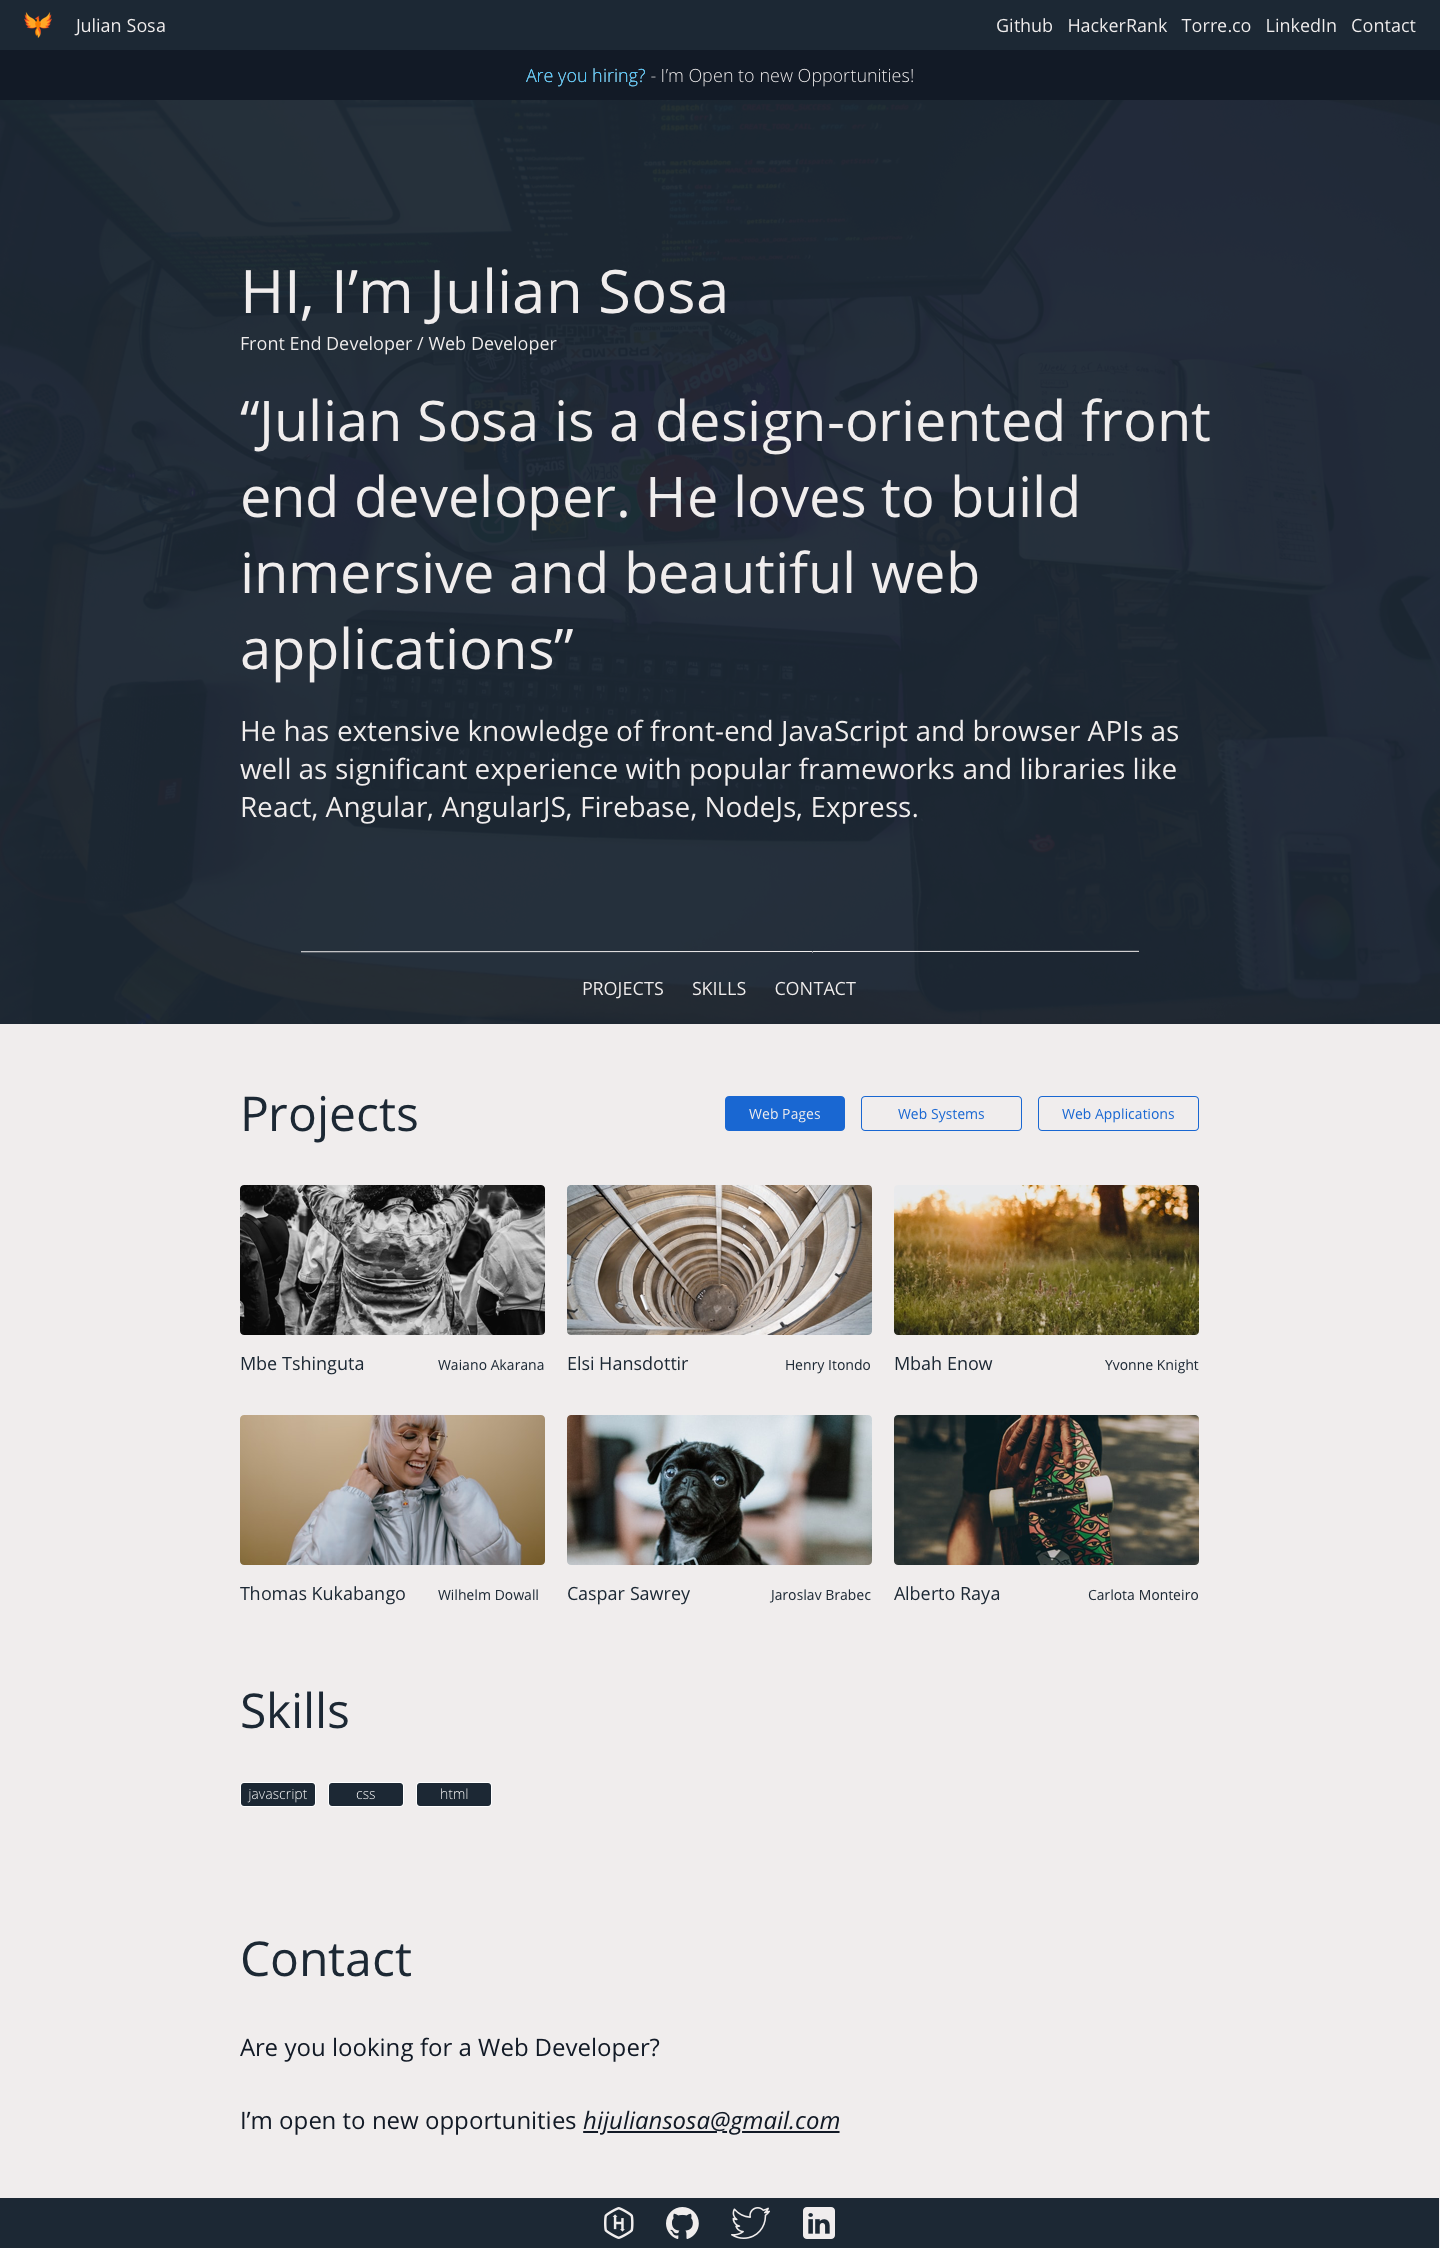 Julian Sosa
Github HackerRank Torre.co LinkedIn Contact
Are you hiring? - I’m Open to new Opportunities!
HI, I’m Julian Sosa
Front End Developer / Web Developer
“Julian Sosa is a design-oriented front
end developer. He loves to build
inmersive and beautiful web
applications”
He has extensive knowledge of front-end JavaScript and browser APIs as
well as significant experience with popular frameworks and libraries like
React, Angular, AngularJS, Firebase, NodeJs, Express.
PROJECTS SKILLS CONTACT
Projects
Web Pages Web Systems Web Applications
Mbe Tshinguta Waiano Akarana Elsi Hansdottir Henry Itondo Mbah Enow Yvonne Knight
Thomas Kukabango Wilhelm Dowall Caspar Sawrey Jaroslav Brabec Alberto Raya Carlota Monteiro
Skills
javascript css html
Contact
Are you looking for a Web Developer?
I’m open to new opportunities hijuliansosa@gmail.com